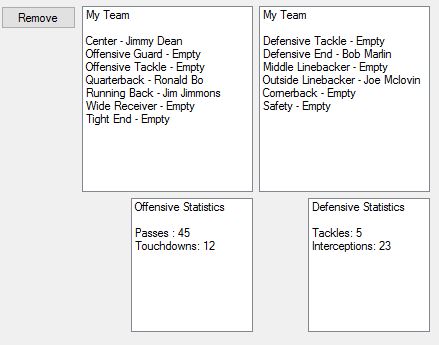 Remove
My Team
Center - Jimmy Dean
Offensive Guard - Empty
Offensive Tackle - Empty
Quarterback - Ronald Bo
Running Back - Jim Jimmons
Wide Receiver - Empty
Tight End - Empty
My Team
Defensive Tackle - Empty
Defensive End - Bob Marlin
Middle Linebacker - Empty
Outside Linebacker - Joe Mclovin
Cornerback - Empty
Safety - Empty
Offensive Statistics
Passes : 45
Touchdowns: 12
Defensive Statistics
Tackles: 5
Interceptions: 23